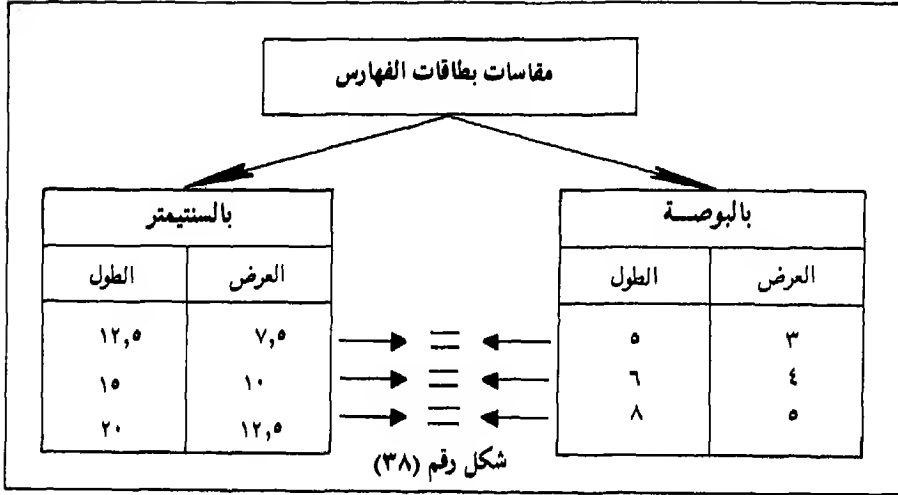 مقاسات بطاقات الفهارس
بالبوصـــة
العرض الطول
٣ ٥
٤ ٦
٥ ٨
بالسنتيمتر
العرض الطول
٧,٥ ١٢,٥
١٠ ١٥
١٢,٥ ٢٠
= = =
شكل رقم (٣٨)